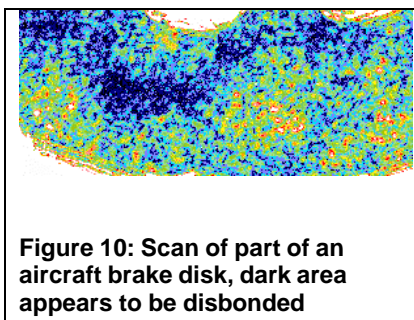 Figure 10: Scan of part of an
aircraft brake disk, dark area
appears to be disbonded